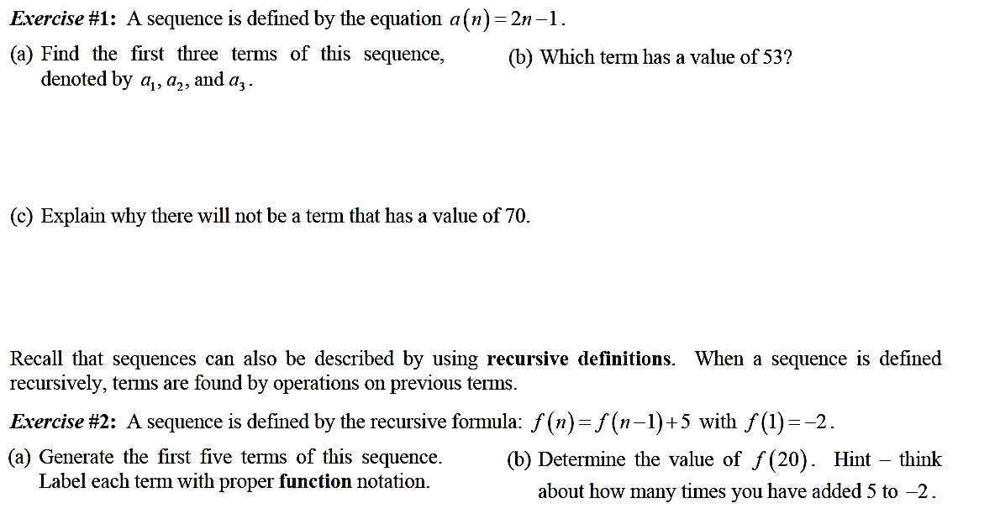 Exercise #1: A sequence is defined by the equation a(n) = 2n − 1.
(a) Find the first three terms of this sequence,
denoted by a₁, a₂, and a₃.
(b) Which term has a value of 53?
(c) Explain why there will not be a term that has a value of 70.
Recall that sequences can also be described by using recursive definitions. When a sequence is defined
recursively, terms are found by operations on previous terms.
Exercise #2: A sequence is defined by the recursive formula: f(n) = f(n−1)+5 with f(1) = −2.
(a) Generate the first five terms of this sequence.
Label each term with proper function notation.
(b) Determine the value of f(20). Hint – think
about how many times you have added 5 to −2.